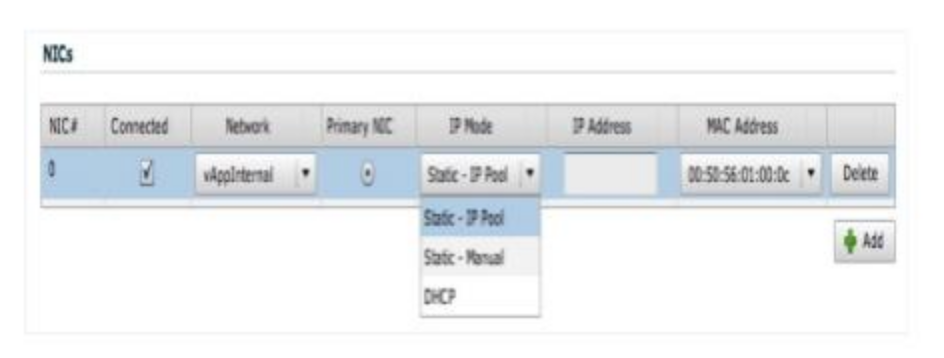 NICs
NIC# Connected Network Primary NIC IP Mode IP Address MAC Address
0 vAppInternal Static - IP Pool 00:50:56:01:00:0c Delete
Static - IP Pool
Add
Static - Manual
DHCP